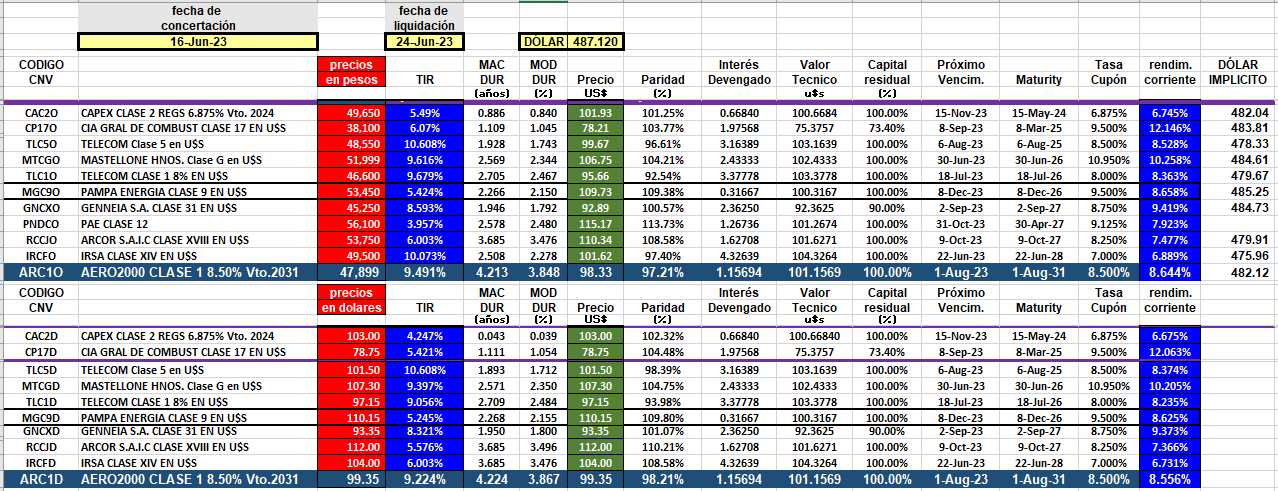 fecha de fecha de
concertación liquidación
16-Jun-23 24-Jun-23 DÓLAR 487.120
CODIGO precios MAC MOD Interés Valor Capital Próximo Tasa rendim. DÓLAR
CNV en pesos TIR DUR DUR Precio Paridad Devengado Tecnico residual Vencim. Maturity Cupón corriente IMPLICITO
(años) (%) US$ (%) u$s (%)
CAC2O CAPEX CLASE 2 REGS 6.875% Vto. 2024 49,650 5.49% 0.886 0.840 101.93 101.25% 0.66840 100.6684 100.00% 15-Nov-23 15-May-24 6.875% 6.745% 482.04
CP17O CIA GRAL DE COMBUST CLASE 17 EN U$S 38,100 6.07% 1.109 1.045 78.21 103.77% 1.97568 75.3757 73.40% 8-Sep-23 8-Mar-25 9.500% 12.146% 483.81
TLC5O TELECOM Clase 5 en U$S 48,550 10.608% 1.928 1.743 99.67 96.61% 3.16389 103.1639 100.00% 6-Aug-23 6-Aug-25 8.500% 8.528% 478.33
MTCGO MASTELLONE HNOS. Clase G en U$S 51,999 9.616% 2.569 2.344 106.75 104.21% 2.43333 102.4333 100.00% 30-Jun-23 30-Jun-26 10.950% 10.258% 484.61
TLC1O TELECOM CLASE 1 8% EN U$S 46,600 9.679% 2.705 2.467 95.66 92.54% 3.37778 103.3778 100.00% 18-Jul-23 18-Jul-26 8.000% 8.363% 479.67
MGC9O PAMPA ENERGIA CLASE 9 EN U$S 53,450 5.424% 2.266 2.150 109.73 109.38% 0.31667 100.3167 100.00% 8-Dec-23 8-Dec-26 9.500% 8.658% 485.25
GNCXO GENNEIA S.A. CLASE 31 EN U$S 45,250 8.593% 1.946 1.792 92.89 100.57% 2.36250 92.3625 90.00% 2-Sep-23 2-Sep-27 8.750% 9.419% 484.73
PNDCO PAE CLASE 12 56,100 3.957% 2.578 2.480 115.17 113.73% 1.26736 101.2674 100.00% 31-Oct-23 30-Apr-27 9.125% 7.923%
RCCJO ARCOR S.A.I.C CLASE XVIII EN U$S 53,750 6.003% 3.685 3.476 110.34 108.58% 1.62708 101.6271 100.00% 9-Oct-23 9-Oct-27 8.250% 7.477% 479.91
IRCFO IRSA CLASE XIV EN U$S 49,500 10.073% 2.508 2.278 101.62 97.40% 4.32639 104.3264 100.00% 22-Jun-23 22-Jun-28 7.000% 6.889% 475.96
ARC1O AERO2000 CLASE 1 8.50% Vto.2031 47,899 9.491% 4.213 3.848 98.33 97.21% 1.15694 101.1569 100.00% 1-Aug-23 1-Aug-31 8.500% 8.644% 482.12
CODIGO precios MAC MOD Interés Valor Capital Próximo Tasa rendim.
CNV en dolares TIR DUR DUR Precio Paridad Devengado Tecnico residual Vencim. Maturity Cupón corriente
(años) (%) US$ (%) u$s (%)
CAC2D CAPEX CLASE 2 REGS 6.875% Vto. 2024 103.00 4.247% 0.043 0.039 103.00 102.32% 0.66840 100.66840 100.00% 15-Nov-23 15-May-24 6.875% 6.675%
CP17D CIA GRAL DE COMBUST CLASE 17 EN U$S 78.75 5.421% 1.111 1.054 78.75 104.48% 1.97568 75.3757 73.40% 8-Sep-23 8-Mar-25 9.500% 12.063%
TLC5D TELECOM Clase 5 en U$S 101.50 10.608% 1.893 1.712 101.50 98.39% 3.16389 103.1639 100.00% 6-Aug-23 6-Aug-25 8.500% 8.374%
MTCGD MASTELLONE HNOS. Clase G en U$S 107.30 9.397% 2.571 2.350 107.30 104.75% 2.43333 102.4333 100.00% 30-Jun-23 30-Jun-26 10.950% 10.205%
TLC1D TELECOM CLASE 1 8% EN U$S 97.15 9.056% 2.709 2.484 97.15 93.98% 3.37778 103.3778 100.00% 18-Jul-23 18-Jul-26 8.000% 8.235%
MGC9D PAMPA ENERGIA CLASE 9 EN U$S 110.15 5.245% 2.268 2.155 110.15 109.80% 0.31667 100.3167 100.00% 8-Dec-23 8-Dec-26 9.500% 8.625%
GNCXD GENNEIA S.A. CLASE 31 EN U$S 93.35 8.321% 1.950 1.800 93.35 101.07% 2.36250 92.3625 90.00% 2-Sep-23 2-Sep-27 8.750% 9.373%
RCCJD ARCOR S.A.I.C CLASE XVIII EN U$S 112.00 5.576% 3.685 3.496 112.00 110.21% 1.62708 101.6271 100.00% 9-Oct-23 9-Oct-27 8.250% 7.366%
IRCFD IRSA CLASE XIV EN U$S 104.00 6.003% 3.685 3.476 104.00 108.58% 4.32639 104.3264 100.00% 22-Jun-23 22-Jun-28 7.000% 6.731%
ARC1D AERO2000 CLASE 1 8.50% Vto.2031 99.35 9.224% 4.224 3.867 99.35 98.21% 1.15694 101.1569 100.00% 1-Aug-23 1-Aug-31 8.500% 8.556%